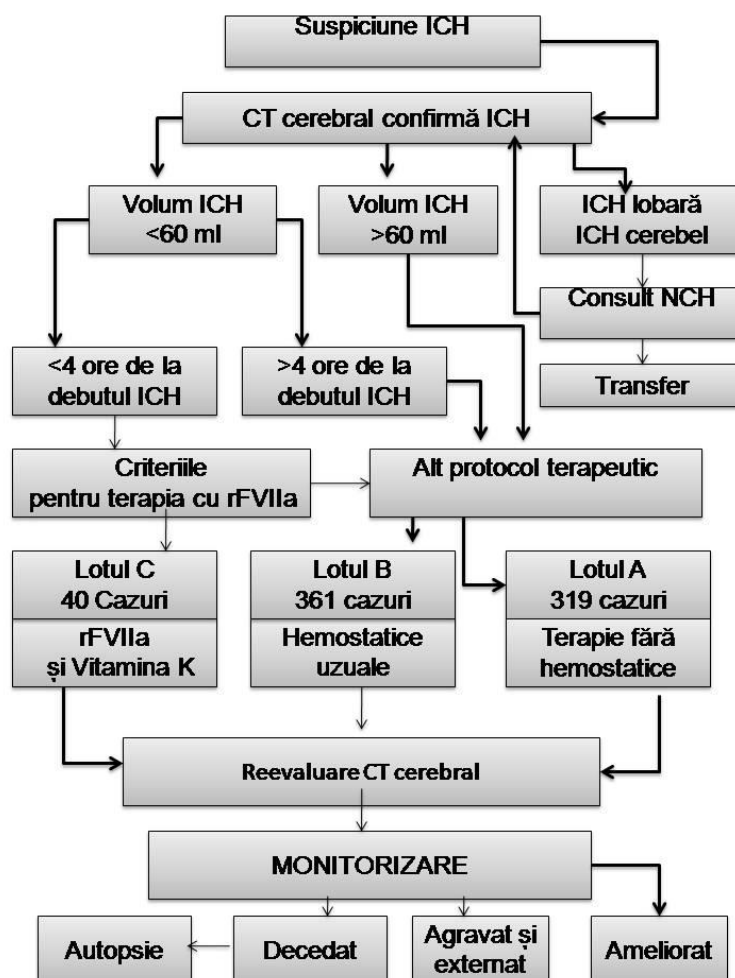 Suspiciune ICH
CT cerebral confirmă ICH
Volum ICH
<60 ml
Volum ICH
>60 ml
ICH lobară
ICH cerebel
Consult NCH
Transfer
<4 ore de la
debutul ICH
>4 ore de la
debutul ICH
Criteriile
pentru terapia cu rFVIIa
Alt protocol terapeutic
Lotul C
40 Cazuri
rFVIIa
și Vitamina K
Lotul B
361 cazuri
Hemostatice
uzuale
Lotul A
319 cazuri
Terapie fără
hemostatice
Reevaluare CT cerebral
MONITORIZARE
Autopsie
Decedat
Agravat și
externat
Ameliorat